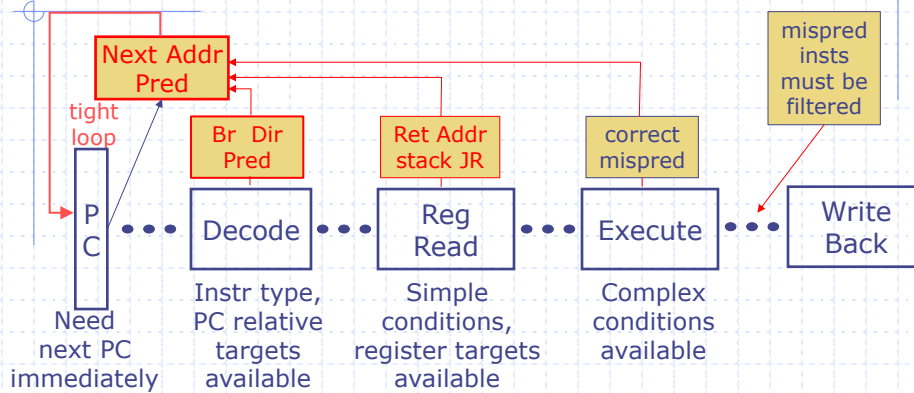 Next Addr
Pred
mispred
insts
must be
filtered
tight
loop
Br Dir
Pred
Ret Addr
stack JR
correct
mispred
P
C
Decode
Reg
Read
Execute
Write
Back
Need
next PC
immediately
Instr type,
PC relative
targets
available
Simple
conditions,
register targets
available
Complex
conditions
available